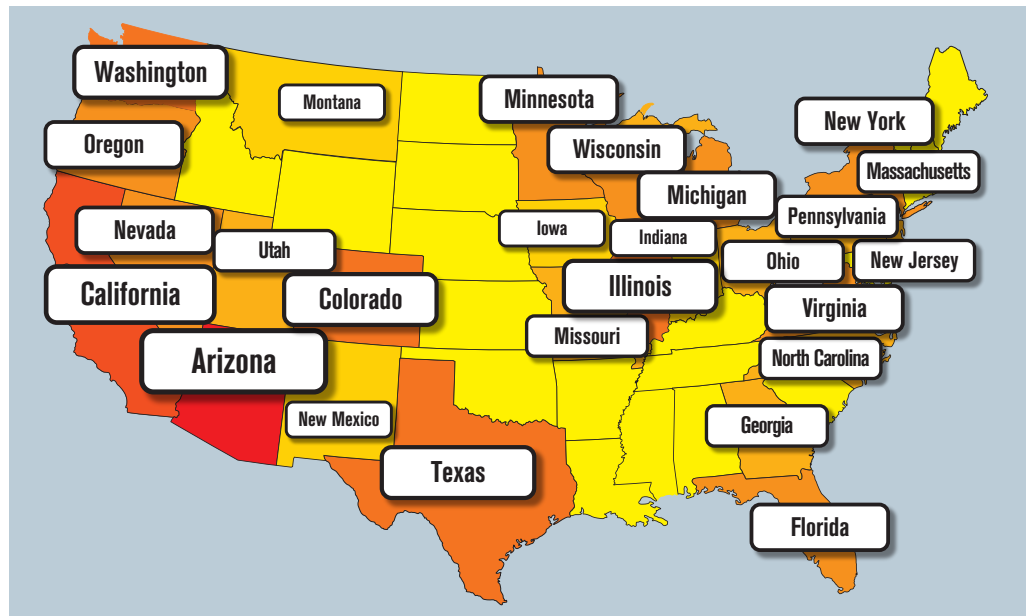 Washington
Montana
Minnesota
New York
Oregon
Wisconsin
Massachusetts
Michigan
Pennsylvania
Nevada
Iowa
Indiana
Utah
Ohio
New Jersey
California
Colorado
Illinois
Virginia
Missouri
Arizona
North Carolina
New Mexico
Georgia
Texas
Florida